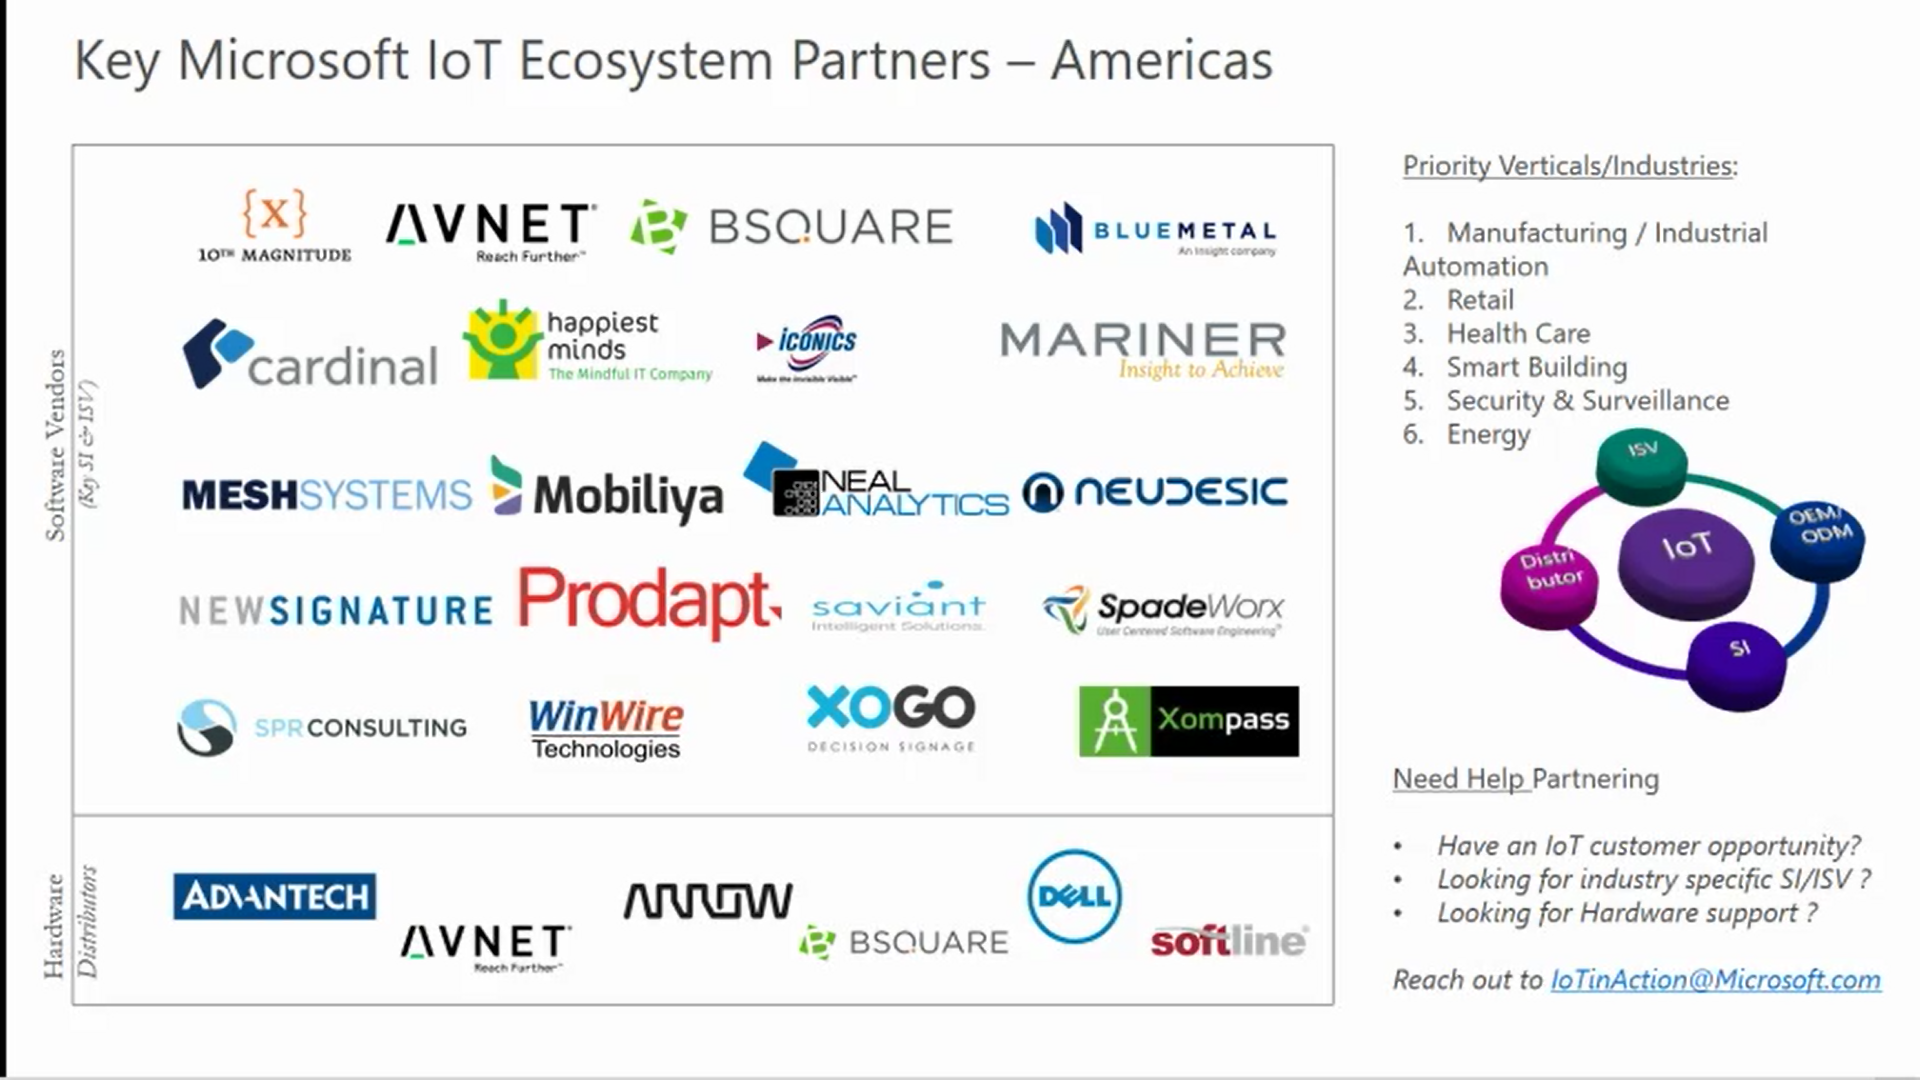 Key Microsoft IoT Ecosystem Partners – Americas
Software Vendors
(Key SI & ISV)
{X}
10TH MAGNITUDE
AVNET
Reach Further™
B BSQUARE
BLUEMETAL
An Insight company
cardinal
happiest
minds
The Mindful IT Company
ICONICS
Make the Invisible Visible™
MARINER
Insight to Achieve
MESHSYSTEMS
Mobiliya
NEAL
ANALYTICS
NEUDESIC
NEWSIGNATURE
Prodapt
saviant
Intelligent Solutions.
SpadeWorx
User Centered Software Engineering®
SPR CONSULTING
WinWire
Technologies
XOGO
DECISION SIGNAGE
Xompass
Hardware
Distributors
ADVANTECH
AVNET
Reach Further™
ARROW
B BSQUARE
DELL
softline®
Priority Verticals/Industries:
1. Manufacturing / Industrial
Automation
2. Retail
3. Health Care
4. Smart Building
5. Security & Surveillance
6. Energy
ISV
OEM/
ODM
IoT
Distri
butor
SI
Need Help Partnering
• Have an IoT customer opportunity?
• Looking for industry specific SI/ISV ?
• Looking for Hardware support ?
Reach out to IoTinAction@Microsoft.com